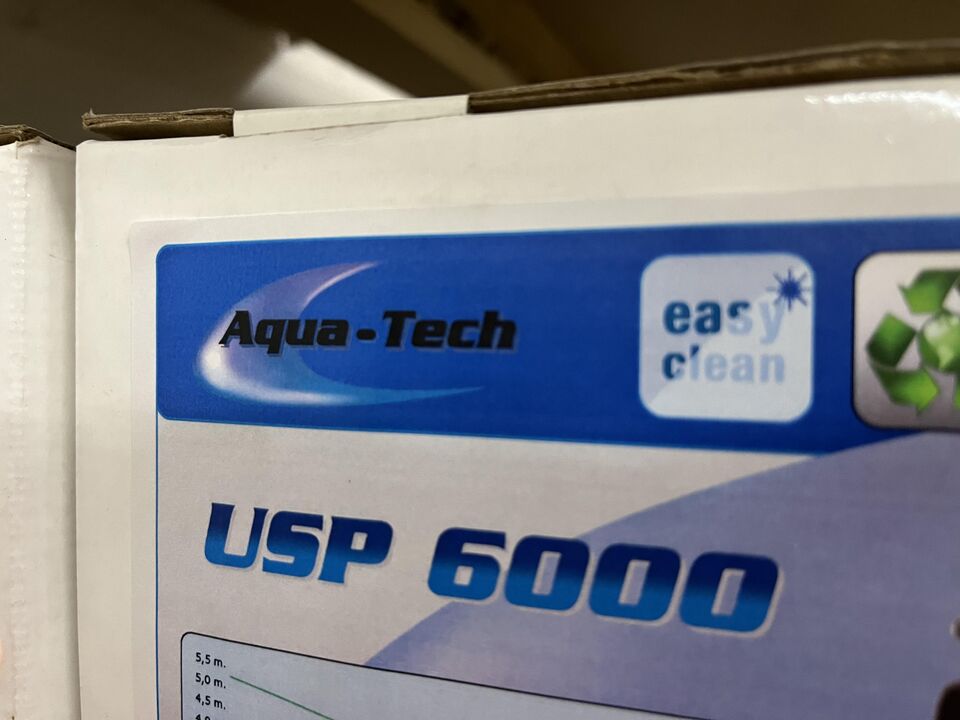 Aqua-Tech
easy
clean
USP 6000
5,5 m.
5,0 m.
4,5 m.